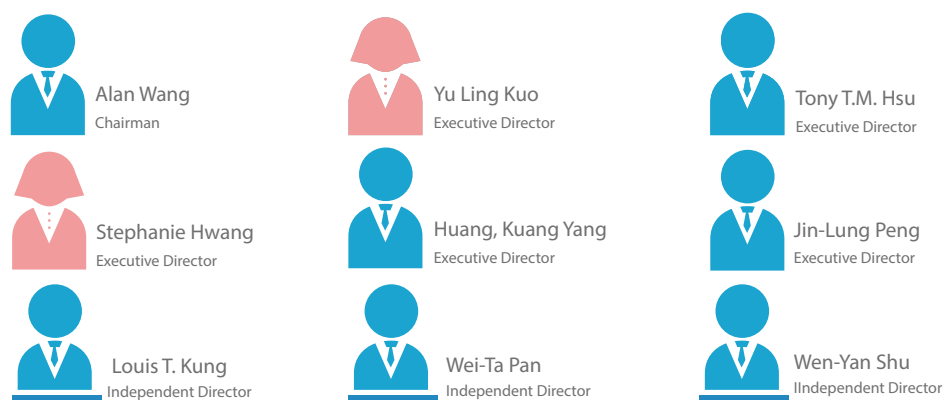 Alan Wang
Chairman
Yu Ling Kuo
Executive Director
Tony T.M. Hsu
Executive Director
Stephanie Hwang
Executive Director
Huang, Kuang Yang
Executive Director
Jin-Lung Peng
Executive Director
Louis T. Kung
Independent Director
Wei-Ta Pan
Independent Director
Wen-Yan Shu
IIndependent Director